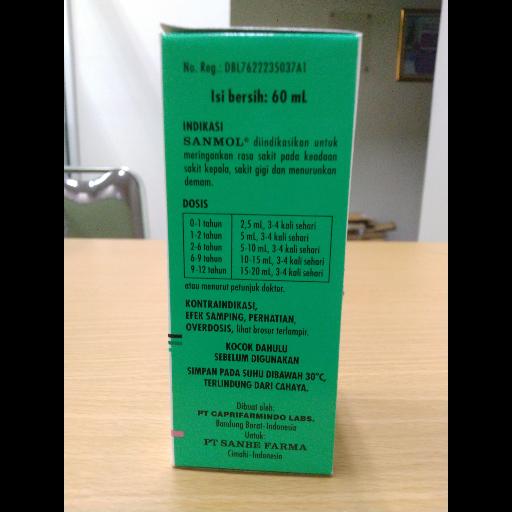 No. Reg.: DBL7622235037A1
Isi bersih: 60 mL
INDIKASI
SANMOL® diindikasikan untuk
meringankan rasa sakit pada keadaan
sakit kepala, sakit gigi dan menurunkan
demam.
DOSIS
0-1 tahun 2,5 mL, 3-4 kali sehari
1-2 tahun 5 mL, 3-4 kali sehari
2-6 tahun 5-10 mL, 3-4 kali sehari
6-9 tahun 10-15 mL, 3-4 kali sehari
9-12 tahun 15-20 mL, 3-4 kali sehari
atau menurut petunjuk dokter.
KONTRAINDIKASI,
EFEK SAMPING, PERHATIAN,
OVERDOSIS, lihat brosur terlampir.
KOCOK DAHULU
SEBELUM DIGUNAKAN
SIMPAN PADA SUHU DIBAWAH 30°C,
TERLINDUNG DARI CAHAYA.
Dibuat oleh:
PT CAPRIFARMINDO LABS.
Bandung Barat-Indonesia
Untuk:
PT SANBE FARMA
Cimahi-Indonesia